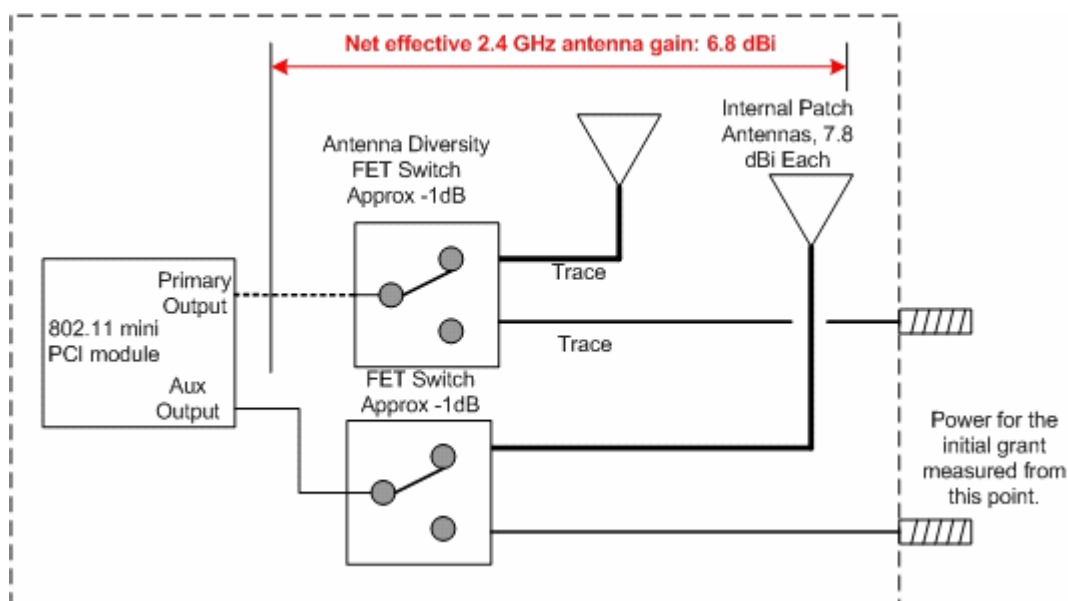 Net effective 2.4 GHz antenna gain: 6.8 dBi
Internal Patch
Antennas, 7.8
dBi Each
Antenna Diversity
FET Switch
Approx -1dB
Primary
Output
802.11 mini
PCI module
Aux
Output
Trace
Trace
FET Switch
Approx -1dB
Power for the
initial grant
measured from
this point.